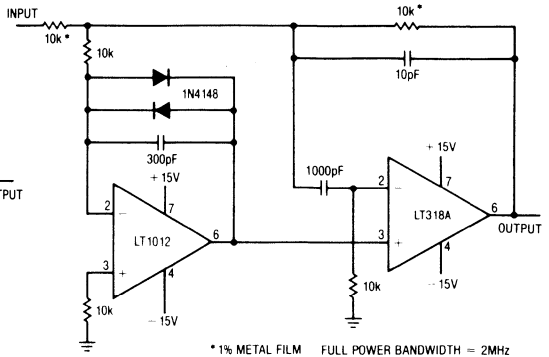 INPUT
10k*
10k*
10k
10pF
1N4148
300pF
1000pF
+15V
+15V
2
7
2
7
TPUT
LT1012
6
LT318A
6
OUTPUT
3
3
4
4
10k
10k
−15V
−15V
* 1% METAL FILM FULL POWER BANDWIDTH = 2MHz